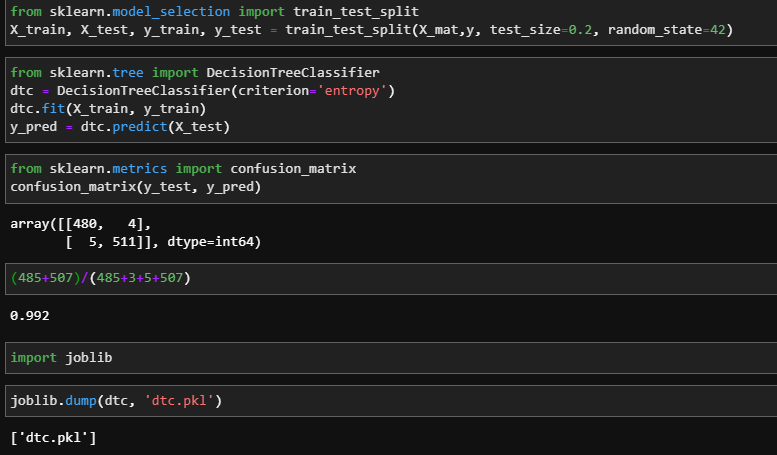 from sklearn.model_selection import train_test_split
X_train, X_test, y_train, y_test = train_test_split(X_mat,y, test_size=0.2, random_state=42)
from sklearn.tree import DecisionTreeClassifier
dtc = DecisionTreeClassifier(criterion='entropy')
dtc.fit(X_train, y_train)
y_pred = dtc.predict(X_test)
from sklearn.metrics import confusion_matrix
confusion_matrix(y_test, y_pred)
array([[480,   4],
       [  5, 511]], dtype=int64)
(485+507)/(485+3+5+507)
0.992
import joblib
joblib.dump(dtc, 'dtc.pkl')
['dtc.pkl']